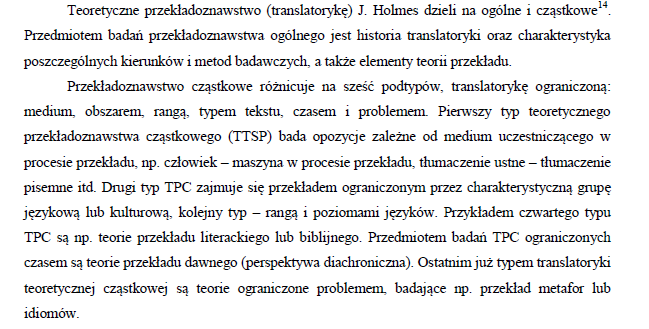 Teoretyczne przekładoznawstwo (translatorykę) J. Holmes dzieli na ogólne i cząstkowe14.
Przedmiotem badań przekładoznawstwa ogólnego jest historia translatoryki oraz charakterystyka
poszczególnych kierunków i metod badawczych, a także elementy teorii przekładu.
Przekładoznawstwo cząstkowe różnicuje na sześć podtypów, translatorykę ograniczoną:
medium, obszarem, rangą, typem tekstu, czasem i problemem. Pierwszy typ teoretycznego
przekładoznawstwa cząstkowego (TTSP) bada opozycje zależne od medium uczestniczącego w
procesie przekładu, np. człowiek – maszyna w procesie przekładu, tłumaczenie ustne – tłumaczenie
pisemne itd. Drugi typ TPC zajmuje się przekładem ograniczonym przez charakterystyczną grupę
językową lub kulturową, kolejny typ – rangą i poziomami języków. Przykładem czwartego typu
TPC są np. teorie przekładu literackiego lub biblijnego. Przedmiotem badań TPC ograniczonych
czasem są teorie przekładu dawnego (perspektywa diachroniczna). Ostatnim już typem translatoryki
teoretycznej cząstkowej są teorie ograniczone problemem, badające np. przekład metafor lub
idiomów.